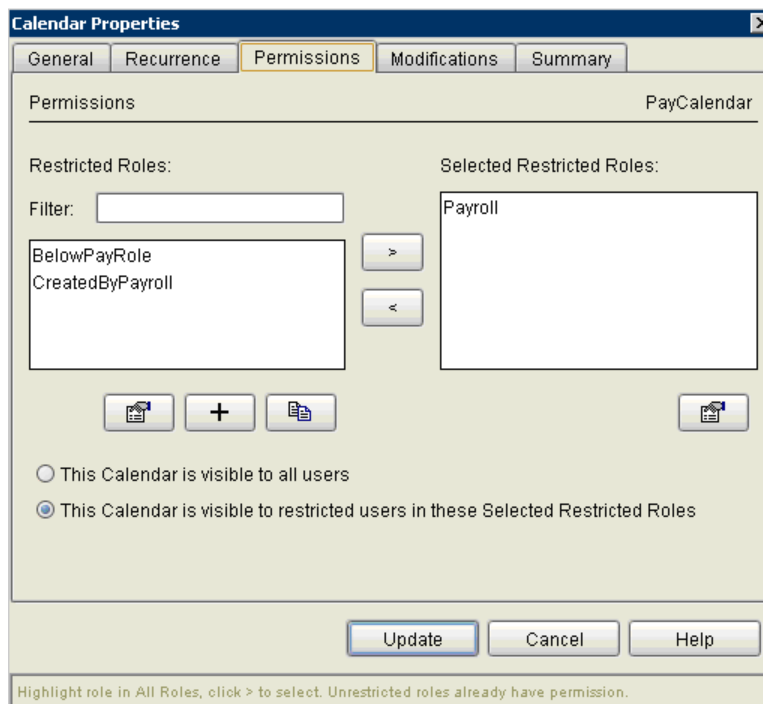 Calendar Properties
General Recurrence Permissions Modifications Summary
Permissions PayCalendar
Restricted Roles: Selected Restricted Roles:
Filter:
Payroll
BelowPayRole
CreatedByPayroll
>
<
+
This Calendar is visible to all users
This Calendar is visible to restricted users in these Selected Restricted Roles
Update Cancel Help
Highlight role in All Roles, click > to select. Unrestricted roles already have permission.